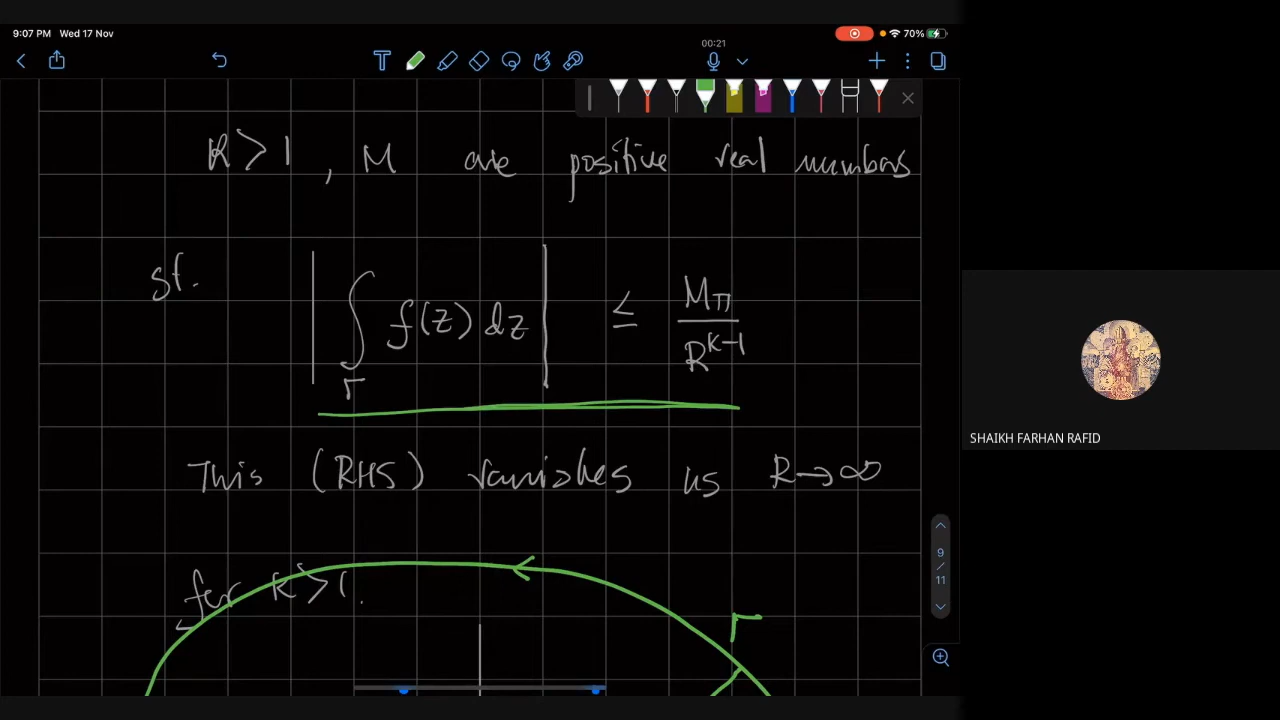 9:07 PM Wed 17 Nov
70%
00:21
K > 1 , M are positive real numbers
st. | ∫_Γ f(z) dz | ≤ Mπ / R^{K-1}
This (RHS) vanishes as R → ∞
for K > 1.
Γ
9
/
11
SHAIKH FARHAN RAFID